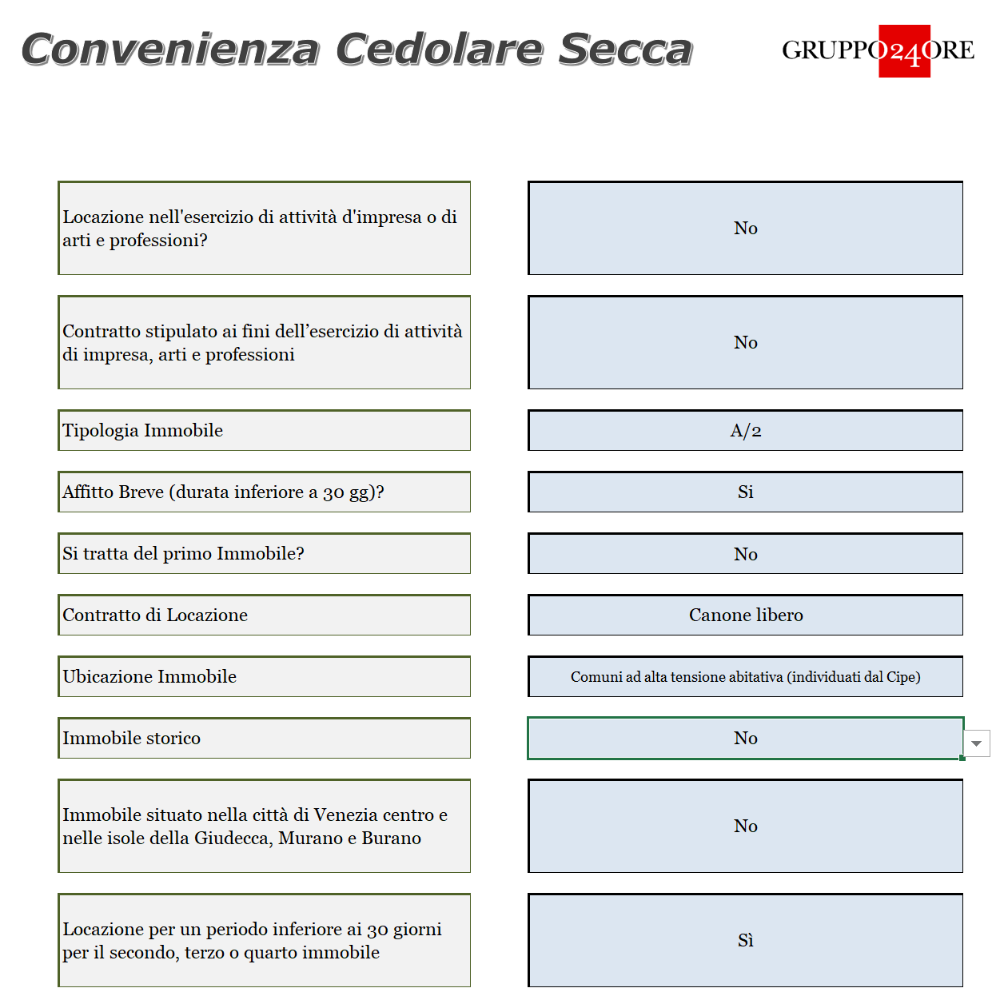 Convenienza Cedolare Secca
GRUPPO24ORE
Locazione nell'esercizio di attività d'impresa o di
arti e professioni?
No
Contratto stipulato ai fini dell’esercizio di attività
di impresa, arti e professioni
No
Tipologia Immobile
A/2
Affitto Breve (durata inferiore a 30 gg)?
Si
Si tratta del primo Immobile?
No
Contratto di Locazione
Canone libero
Ubicazione Immobile
Comuni ad alta tensione abitativa (individuati dal Cipe)
Immobile storico
No
Immobile situato nella città di Venezia centro e
nelle isole della Giudecca, Murano e Burano
No
Locazione per un periodo inferiore ai 30 giorni
per il secondo, terzo o quarto immobile
Sì